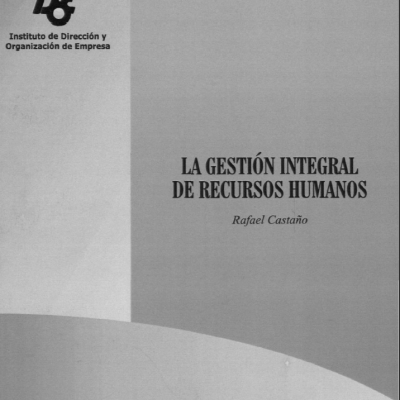 Instituto de Dirección y
Organización de Empresa
LA GESTIÓN INTEGRAL
DE RECURSOS HUMANOS
Rafael Castaño